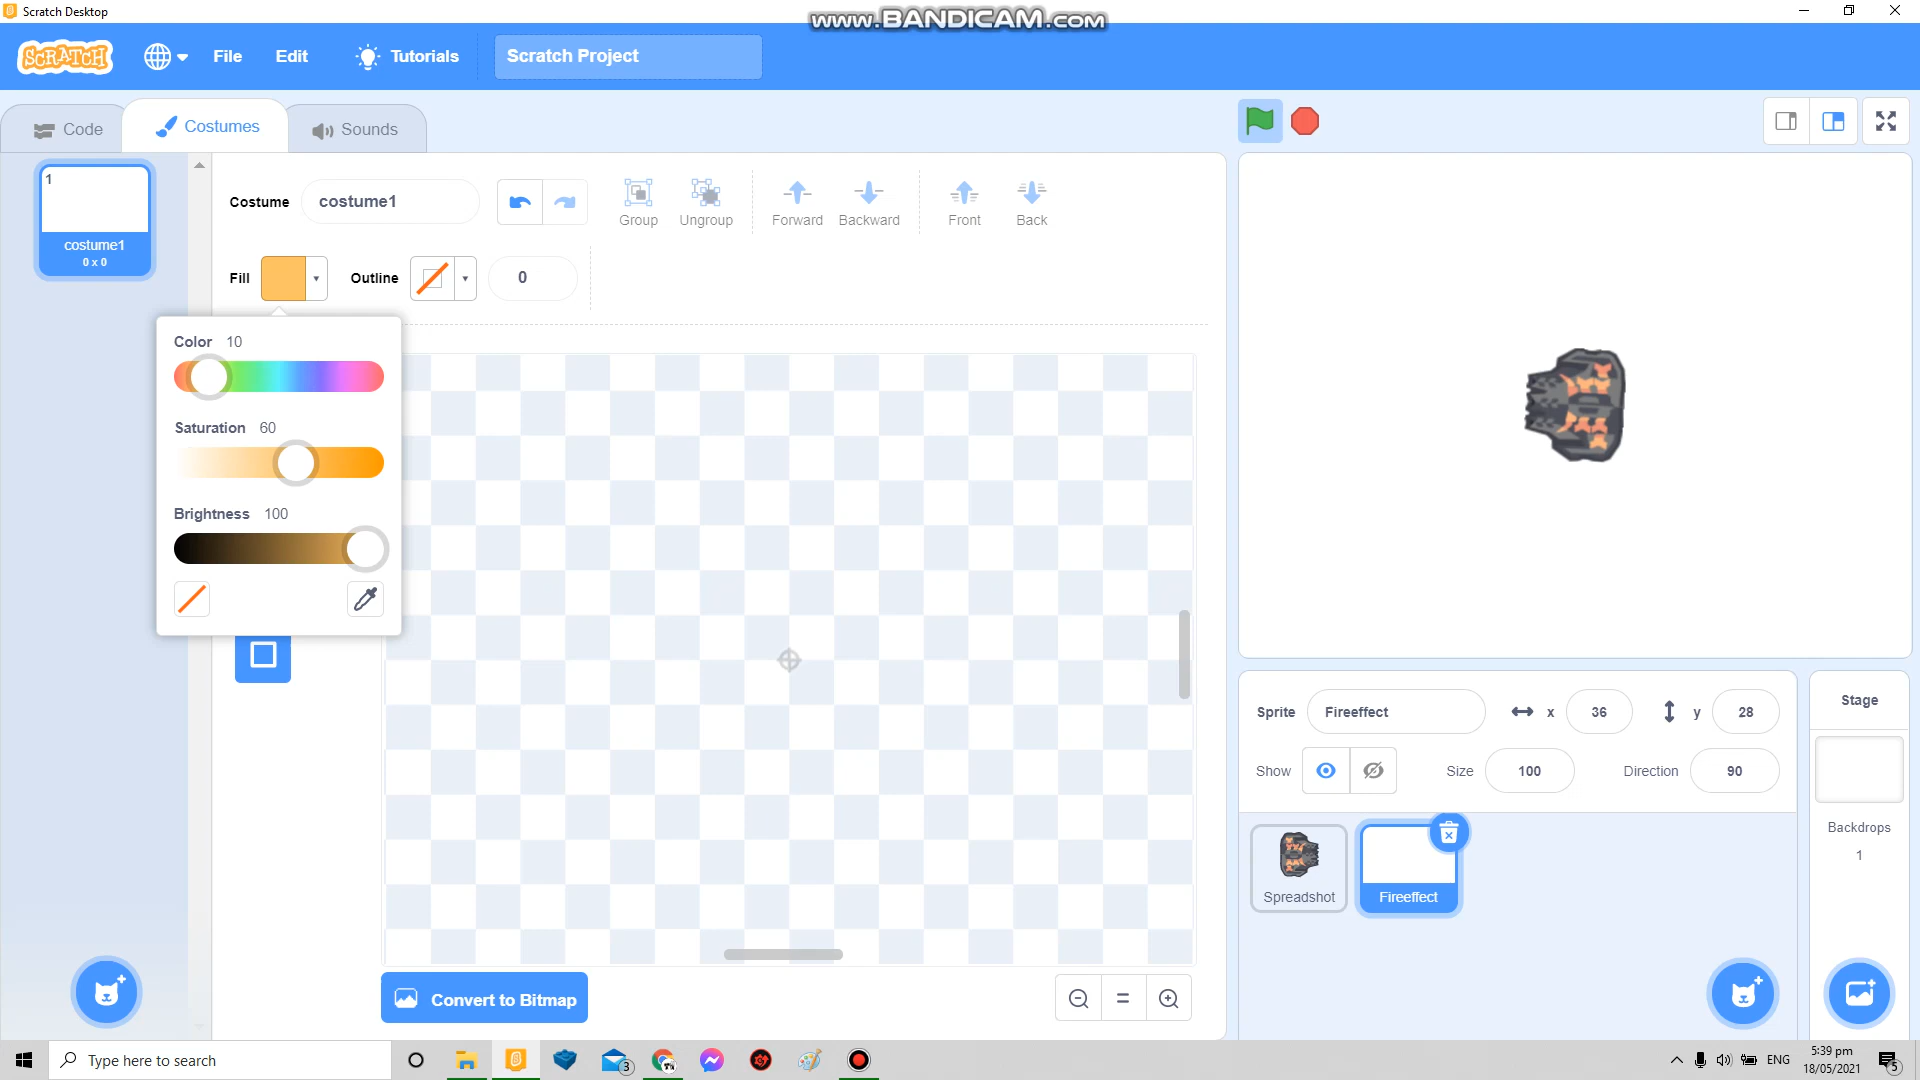 Scratch Desktop
www.BANDICAM.com
SCRATCH
File
Edit
Tutorials
Scratch Project
Code
Costumes
Sounds
1
costume1
0 x 0
Costume
costume1
Group
Ungroup
Forward
Backward
Front
Back
Fill
Outline
0
Color 10
Saturation 60
Brightness 100
Convert to Bitmap
Sprite
Fireeffect
x
36
y
28
Show
Size
100
Direction
90
Stage
Backdrops
1
Spreadshot
Fireeffect
Type here to search
3
ENG
5:39 pm
18/05/2021
5